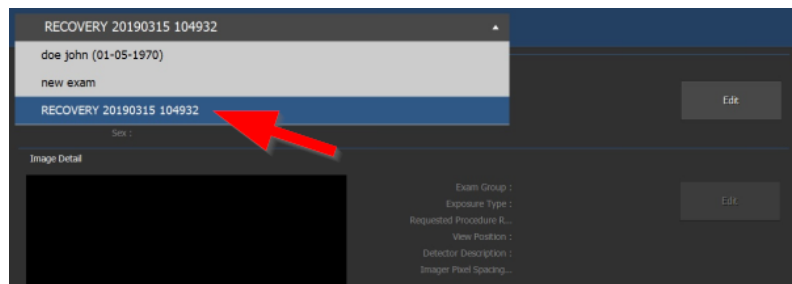 RECOVERY 20190315 104932
doe john (01-05-1970)
new exam
RECOVERY 20190315 104932
Edit
Sex :
Image Detail
Exam Group :
Edit
Exposure Type :
Requested Procedure R...
View Position :
Detector Description :
Imager Pixel Spacing...